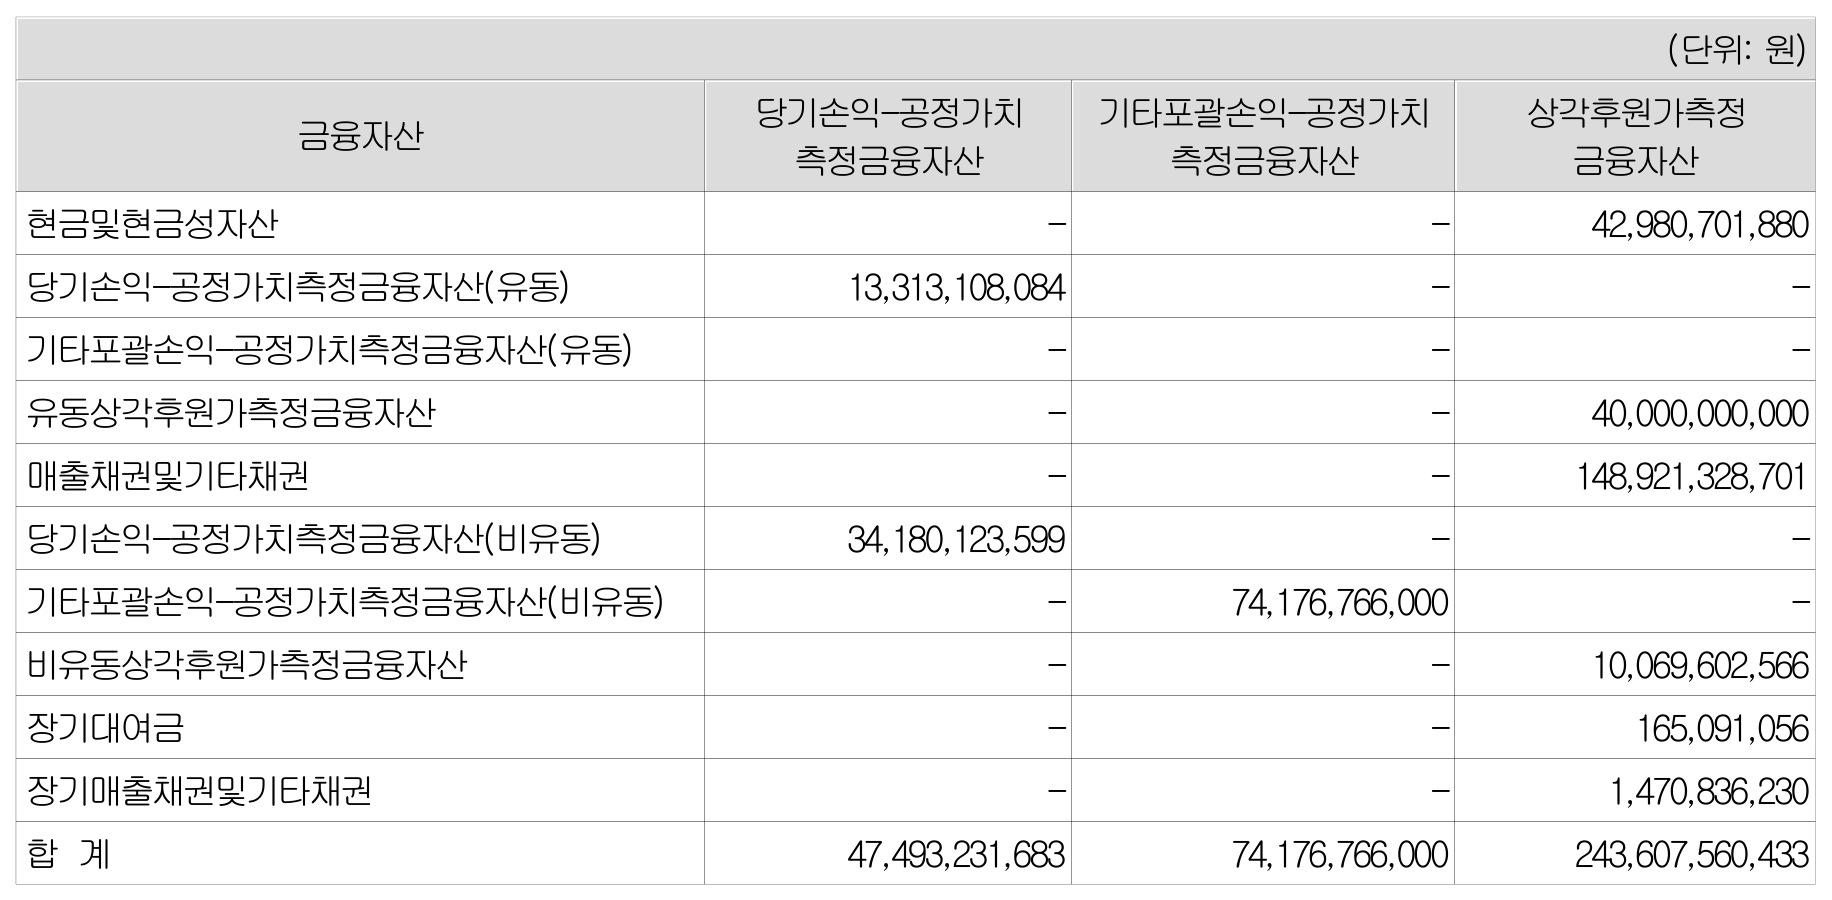 (단위: 원)
금융자산 당기손익-공정가치 측정금융자산 기타포괄손익-공정가치 측정금융자산 상각후원가측정 금융자산
현금및현금성자산 - - 42,980,701,880
당기손익-공정가치측정금융자산(유동) 13,313,108,084 - -
기타포괄손익-공정가치측정금융자산(유동) - - -
유동상각후원가측정금융자산 - - 40,000,000,000
매출채권및기타채권 - - 148,921,328,701
당기손익-공정가치측정금융자산(비유동) 34,180,123,599 - -
기타포괄손익-공정가치측정금융자산(비유동) - 74,176,766,000 -
비유동상각후원가측정금융자산 - - 10,069,602,566
장기대여금 - - 165,091,056
장기매출채권및기타채권 - - 1,470,836,230
합 계 47,493,231,683 74,176,766,000 243,607,560,433